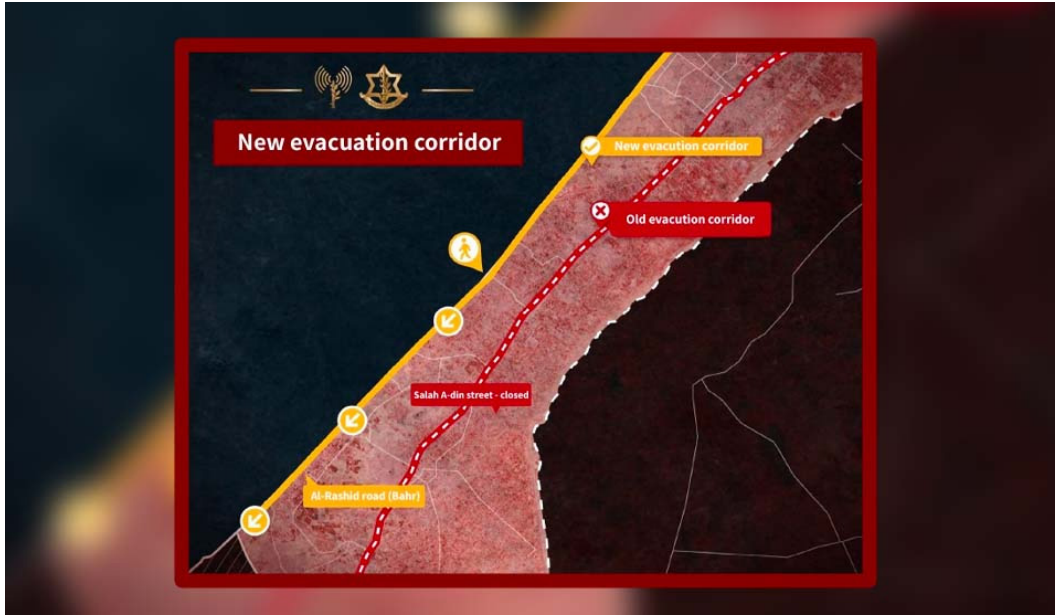 New evacuation corridor
New evacution corridor
Old evacution corridor
Salah A-din street - closed
Al-Rashid road (Bahr)